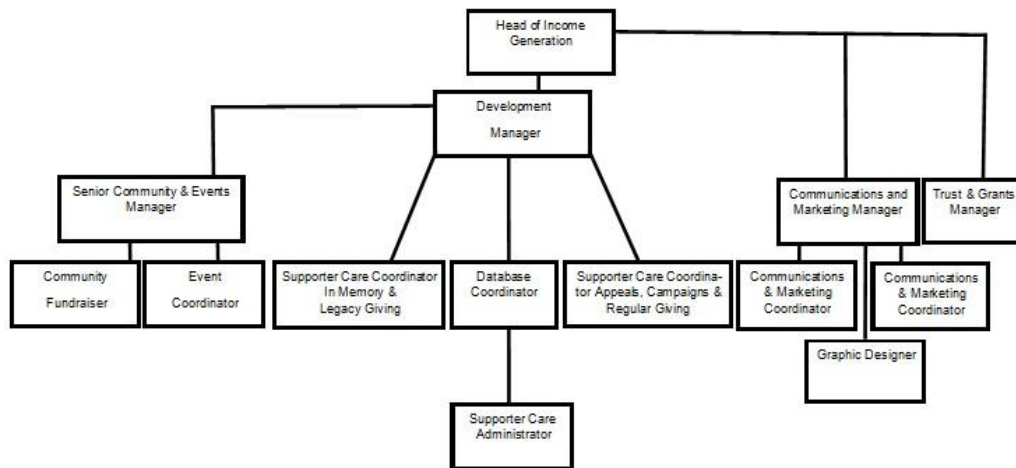 Head of Income
Generation
Development
Manager
Senior Community & Events
Manager
Communications and
Marketing Manager
Trust & Grants
Manager
Community
Fundraiser
Event
Coordinator
Supporter Care Coordinator
In Memory &
Legacy Giving
Database
Coordinator
Supporter Care Coordina-
tor Appeals, Campaigns &
Regular Giving
Communications
& Marketing
Coordinator
Communications
& Marketing
Coordinator
Graphic Designer
Supporter Care
Administrator